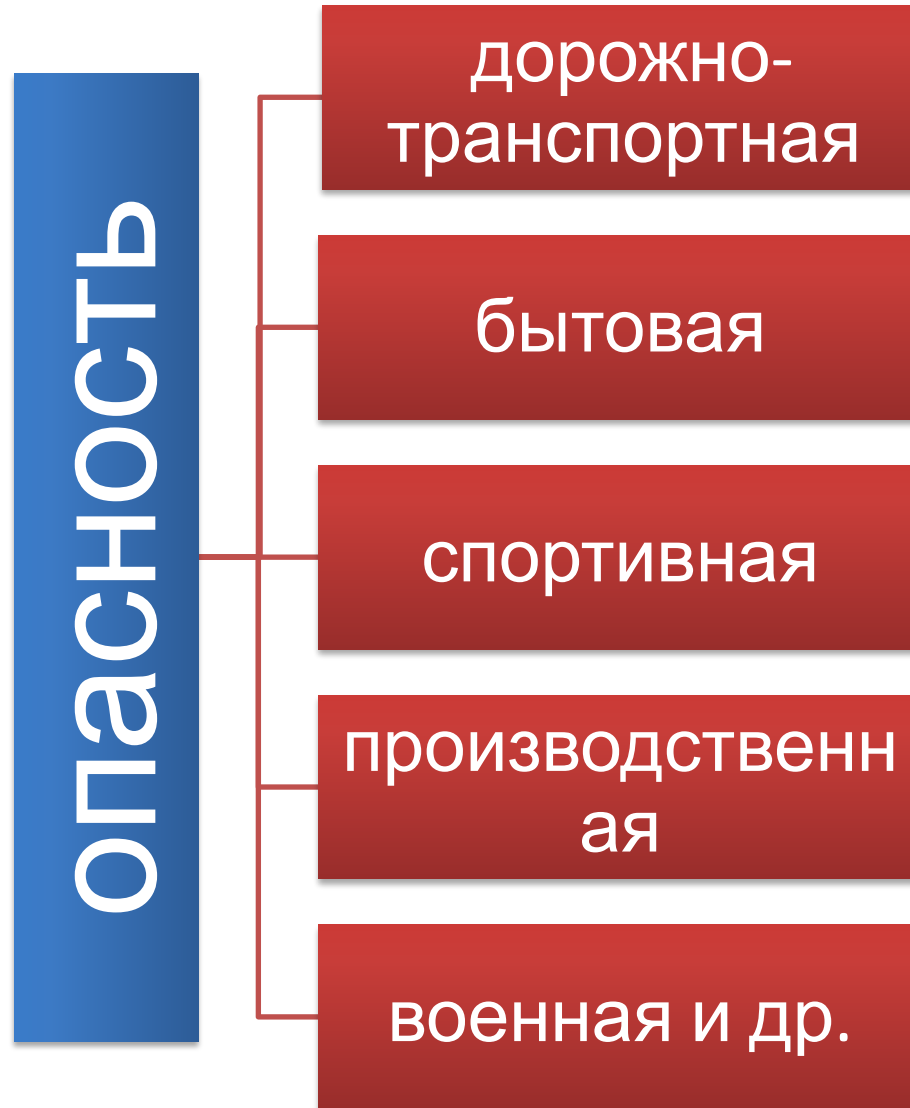 опасность
дорожно-
транспортная
бытовая
спортивная
производственн
ая
военная и др.